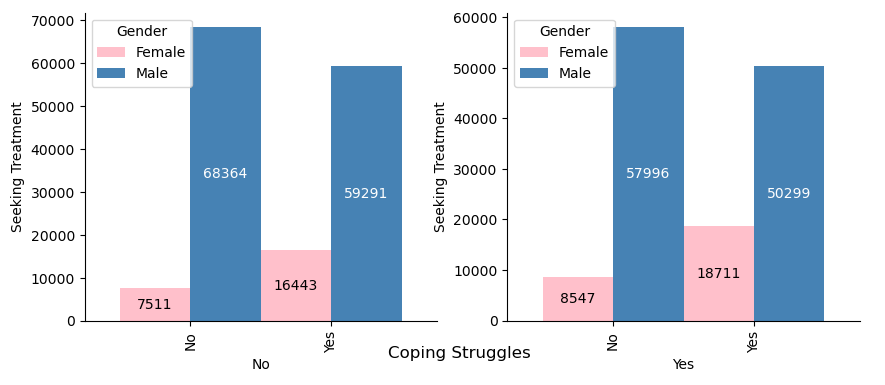 70000
60000
50000
40000
30000
20000
10000
0
Seeking Treatment
Gender
Female
Male
7511
68364
16443
59291
No
Yes
No
60000
50000
40000
30000
20000
10000
0
Seeking Treatment
Gender
Female
Male
8547
57996
18711
50299
No
Yes
Yes
Coping Struggles